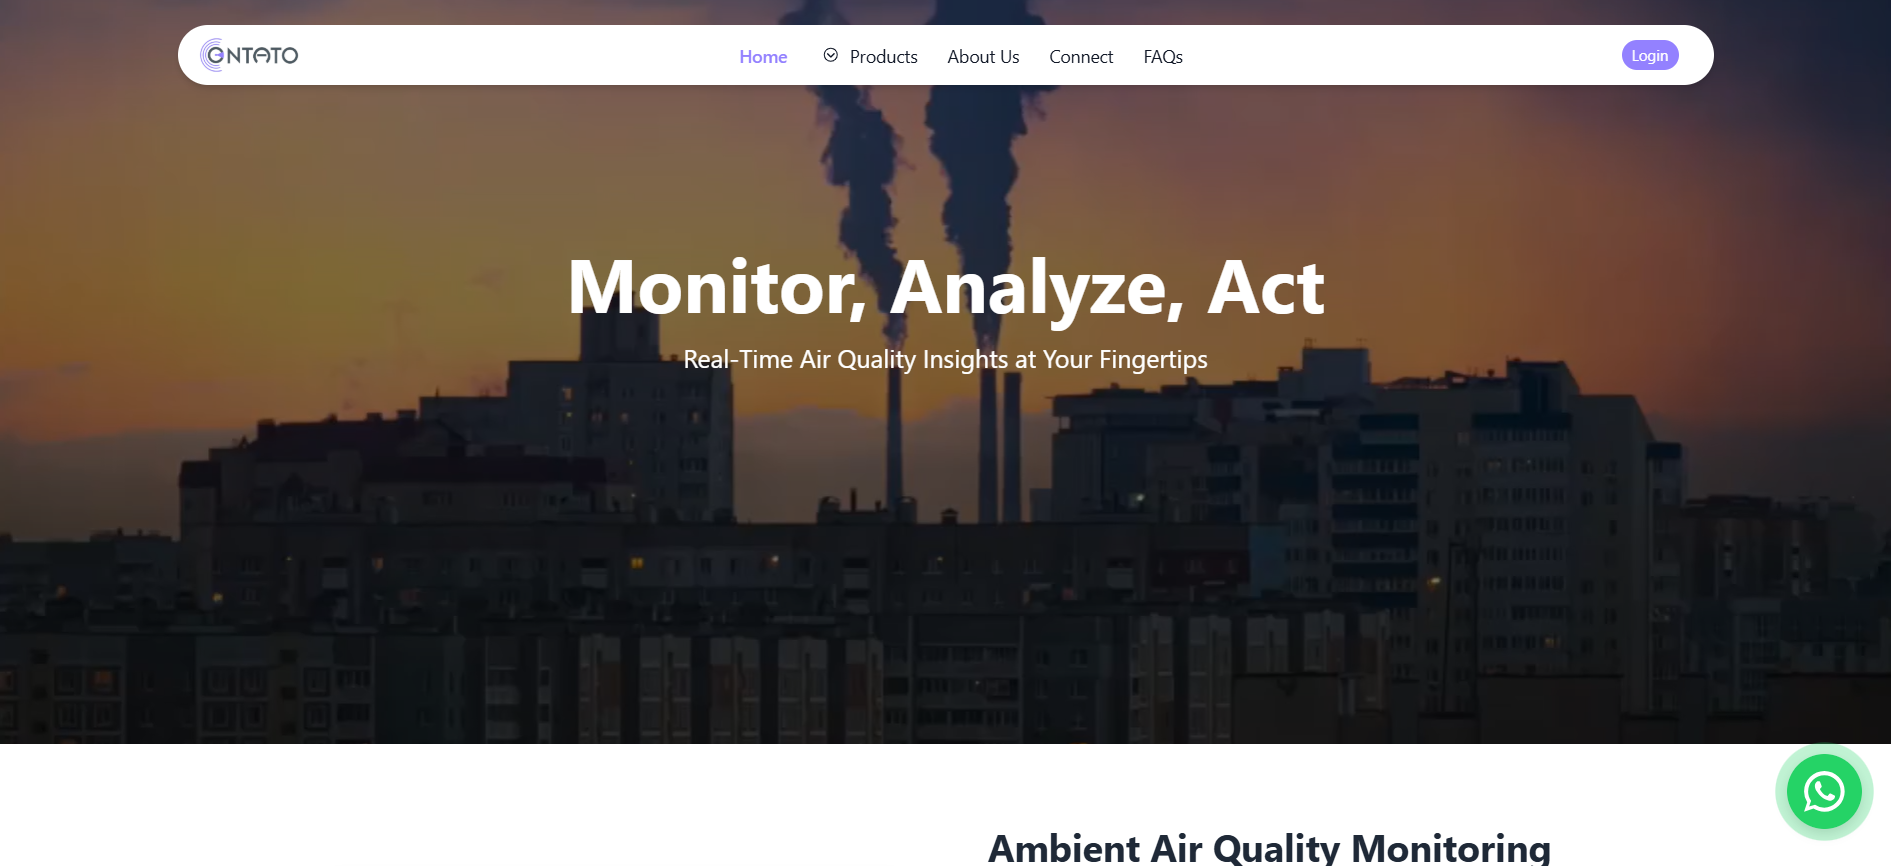 ONTATO
Home
Products
About Us
Connect
FAQs
Login
Monitor, Analyze, Act
Real-Time Air Quality Insights at Your Fingertips
Ambient Air Quality Monitoring